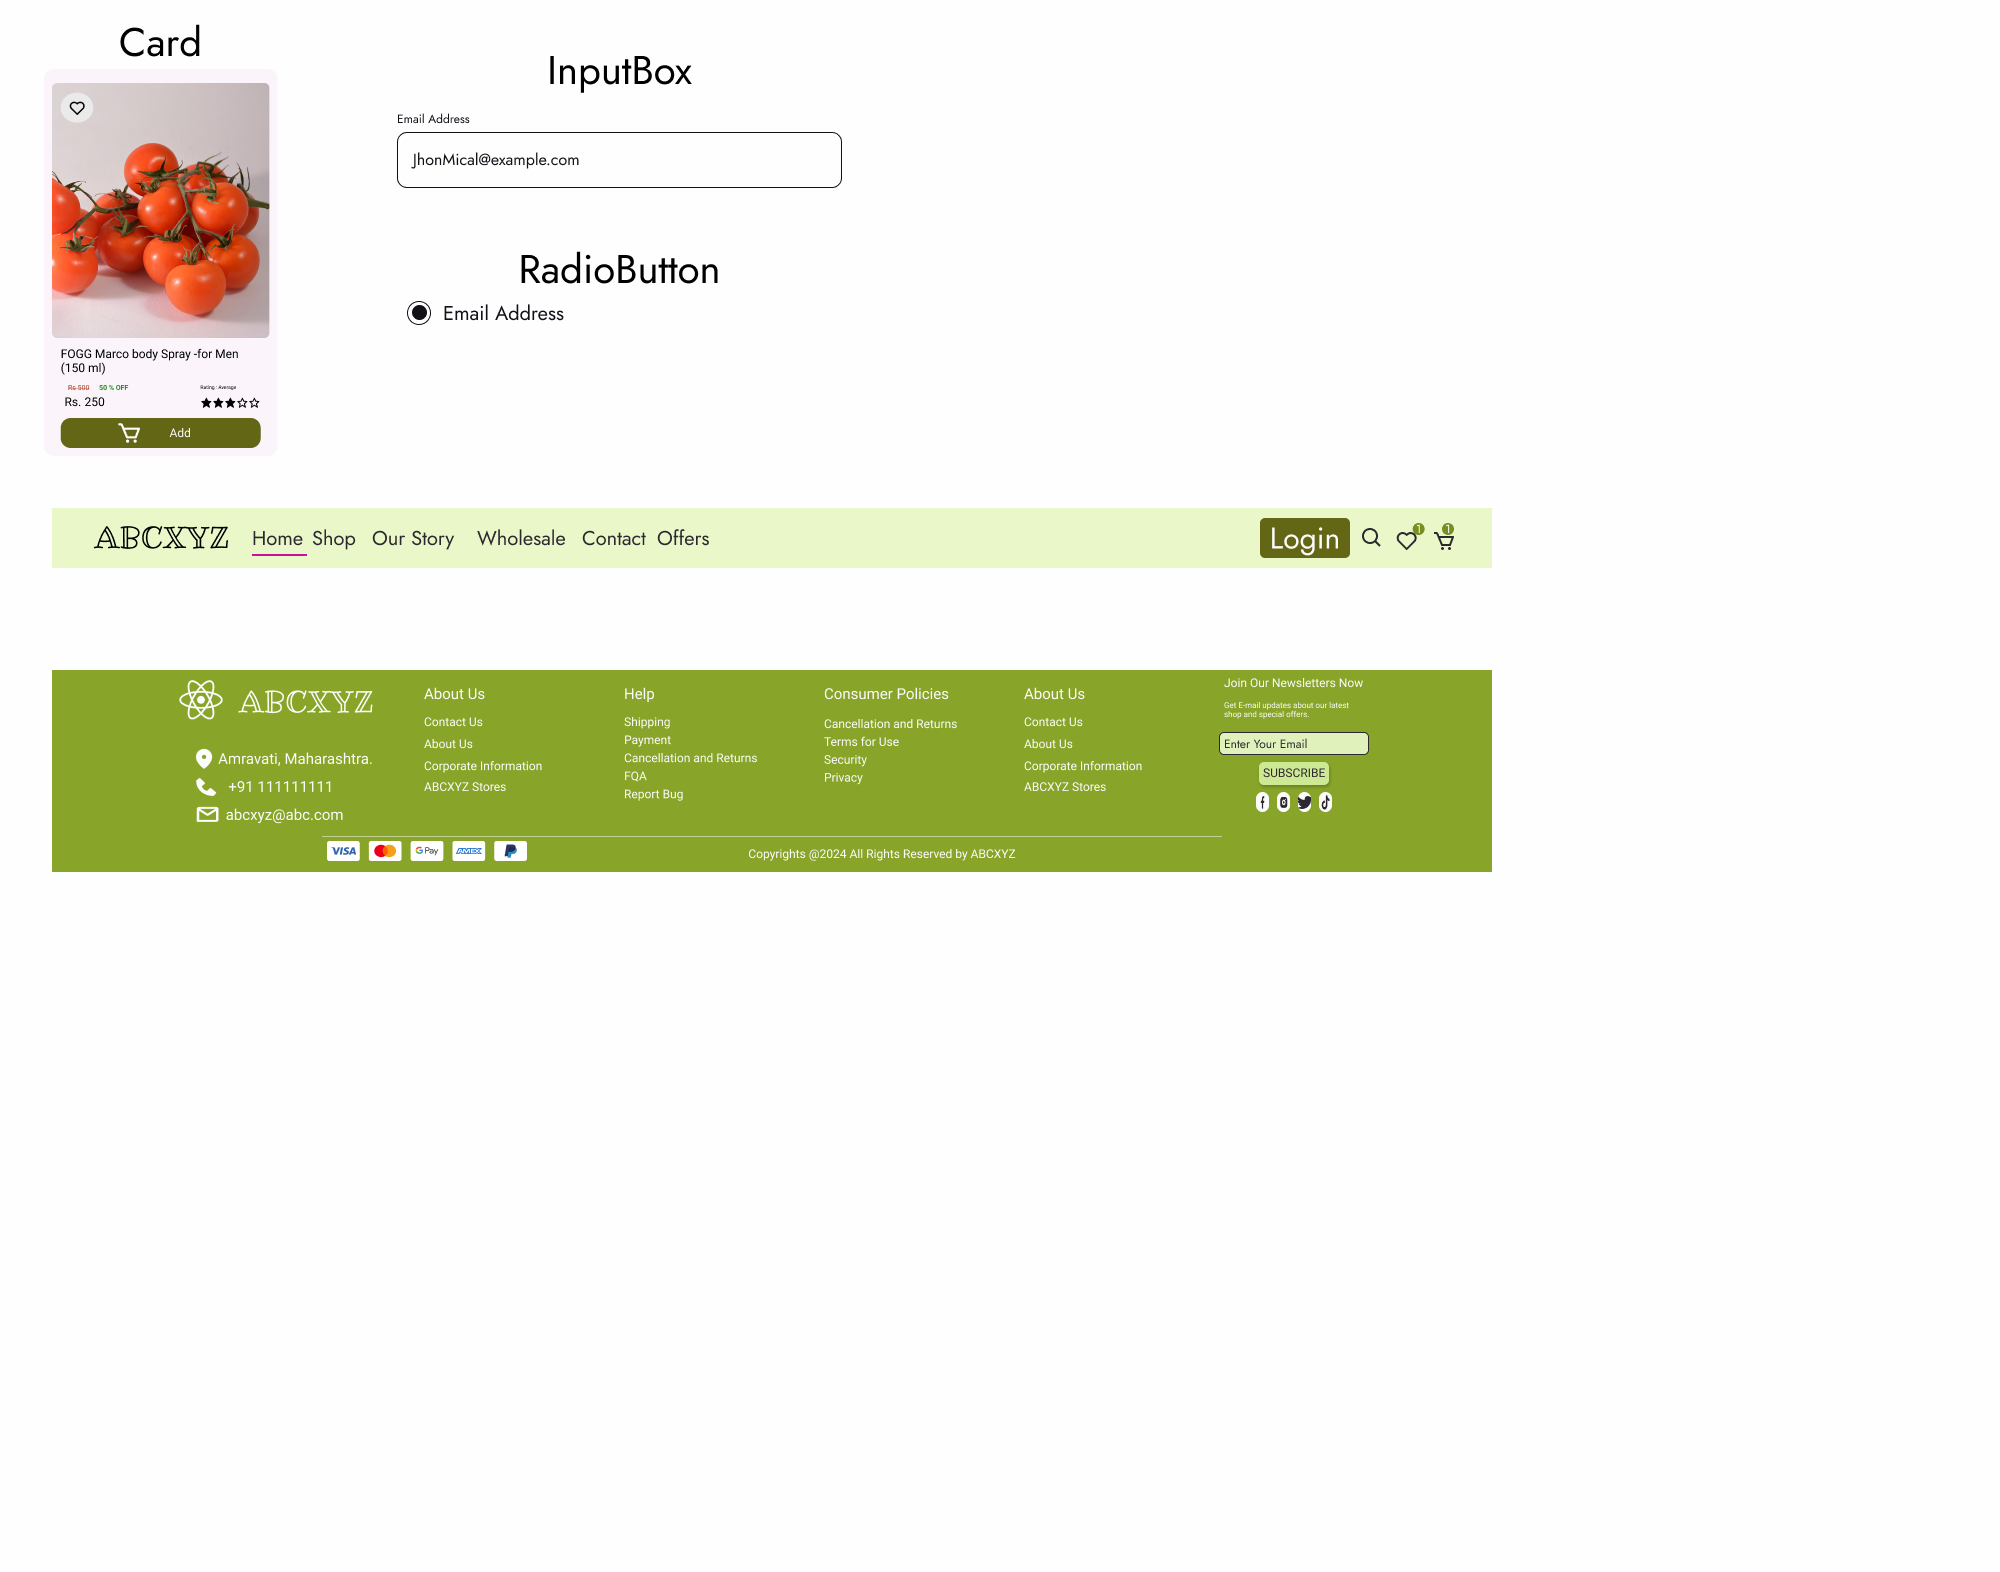 Card
InputBox
Email Address
JhonMical@example.com
RadioButton
Email Address
FOGG Marco body Spray -for Men
(150 ml)
Rs 500 50 % OFF
Rating : Average
Rs. 250
Add
ABCXYZ Home Shop Our Story Wholesale Contact Offers Login 1 1
ABCXYZ
Amravati, Maharashtra.
+91 111111111
abcxyz@abc.com
About Us
Contact Us
About Us
Corporate Information
ABCXYZ Stores
Help
Shipping
Payment
Cancellation and Returns
FQA
Report Bug
Consumer Policies
Cancellation and Returns
Terms for Use
Security
Privacy
About Us
Contact Us
About Us
Corporate Information
ABCXYZ Stores
Join Our Newsletters Now
Get E-mail updates about our latest
shop and special offers.
Enter Your Email
SUBSCRIBE
VISA G Pay AMEX
Copyrights @2024 All Rights Reserved by ABCXYZ